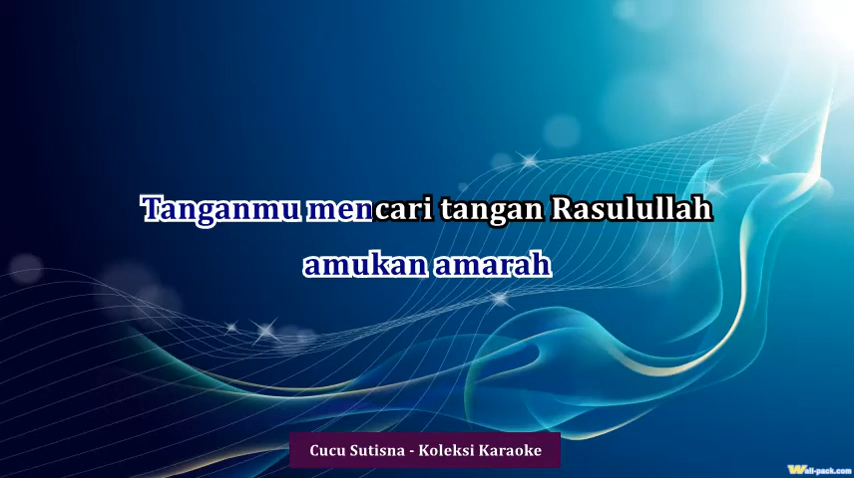 Tanganmu mencari tangan Rasulullah
amukan amarah
Cucu Sutisna - Koleksi Karaoke
Wall-pack.com